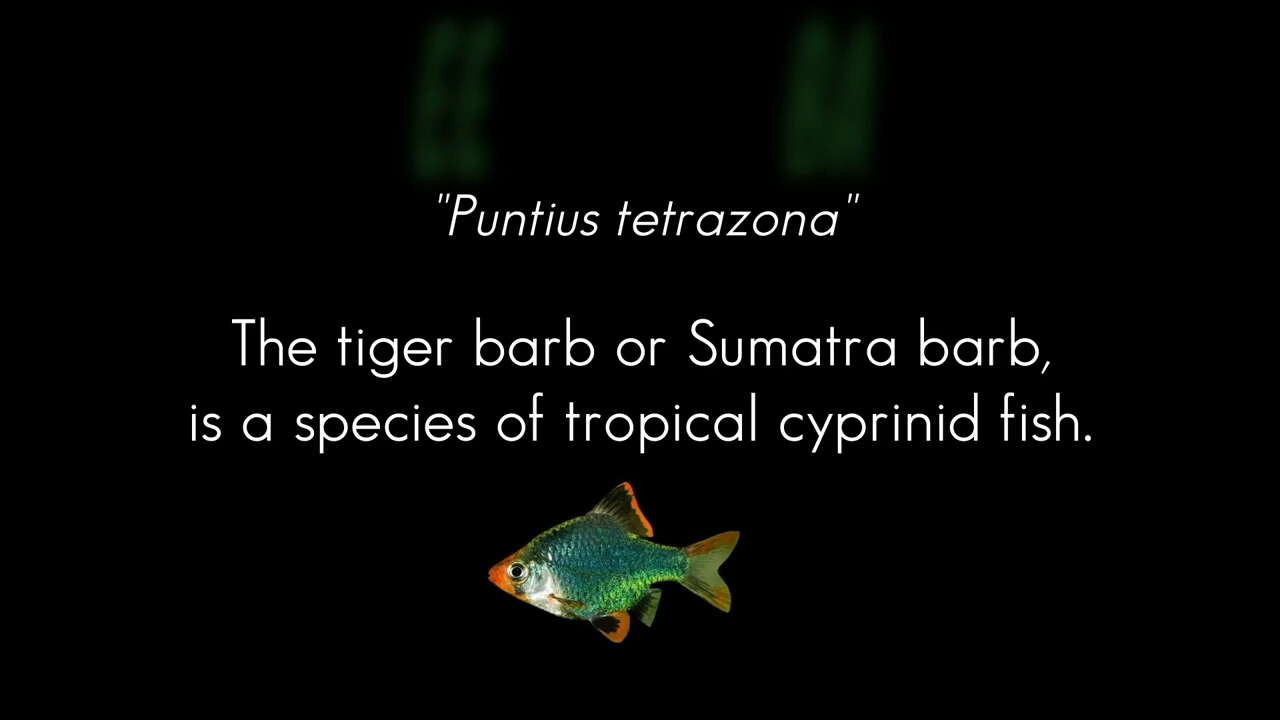 "Puntius tetrazona"
The tiger barb or Sumatra barb,
is a species of tropical cyprinid fish.